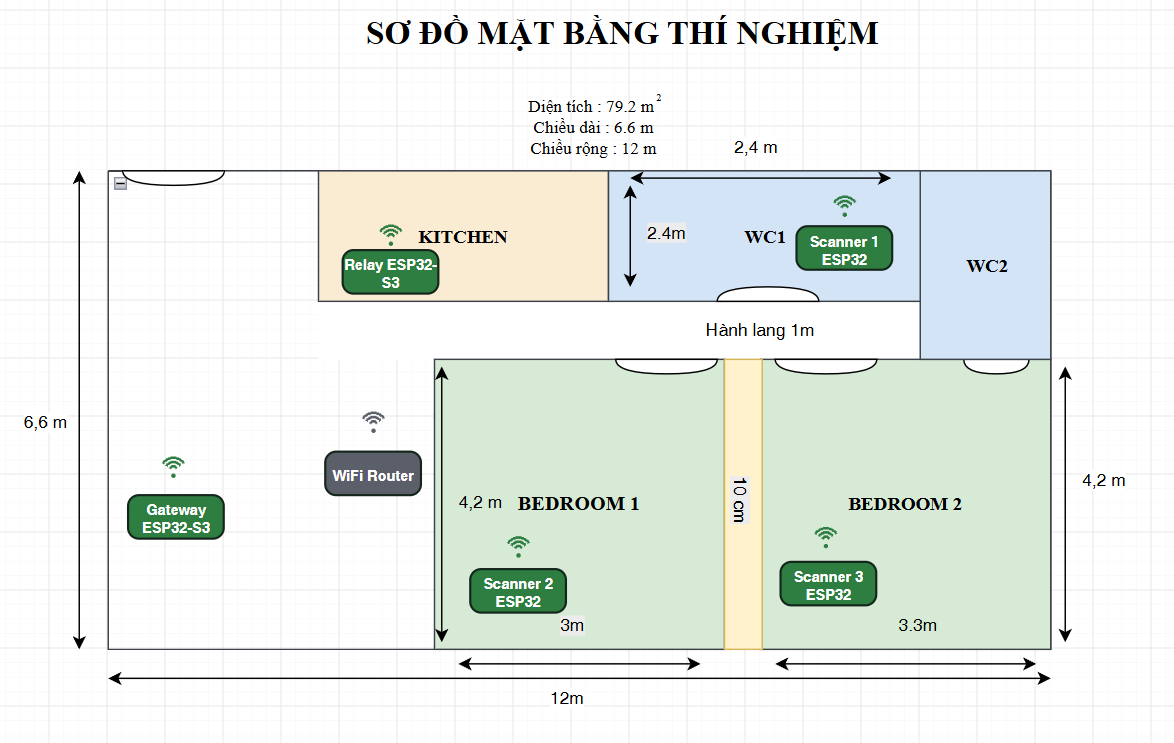 SƠ ĐỒ MẶT BẰNG THÍ NGHIỆM
Diện tích : 79.2 m²
Chiều dài : 6.6 m
Chiều rộng : 12 m
2,4 m
2.4m
KITCHEN
Relay ESP32-
S3
WC1
Scanner 1
ESP32
WC2
Hành lang 1m
6,6 m
WiFi Router
Gateway
ESP32-S3
4,2 m
BEDROOM 1
10 cm
BEDROOM 2
4,2 m
Scanner 2
ESP32
Scanner 3
ESP32
3m
3.3m
12m